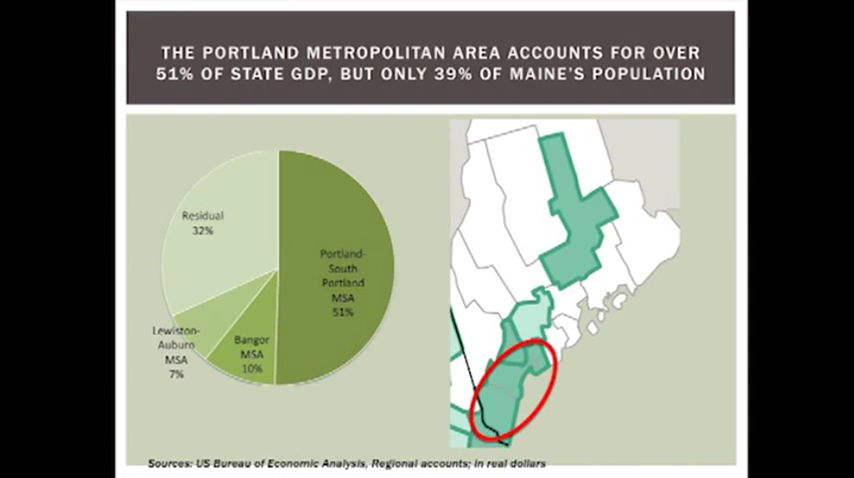 THE PORTLAND METROPOLITAN AREA ACCOUNTS FOR OVER
51% OF STATE GDP, BUT ONLY 39% OF MAINE'S POPULATION
Residual
32%
Portland-
South
Portland
MSA
51%
Lewiston-
Auburn
MSA
7%
Bangor
MSA
10%
Sources: US Bureau of Economic Analysis, Regional accounts; in real dollars